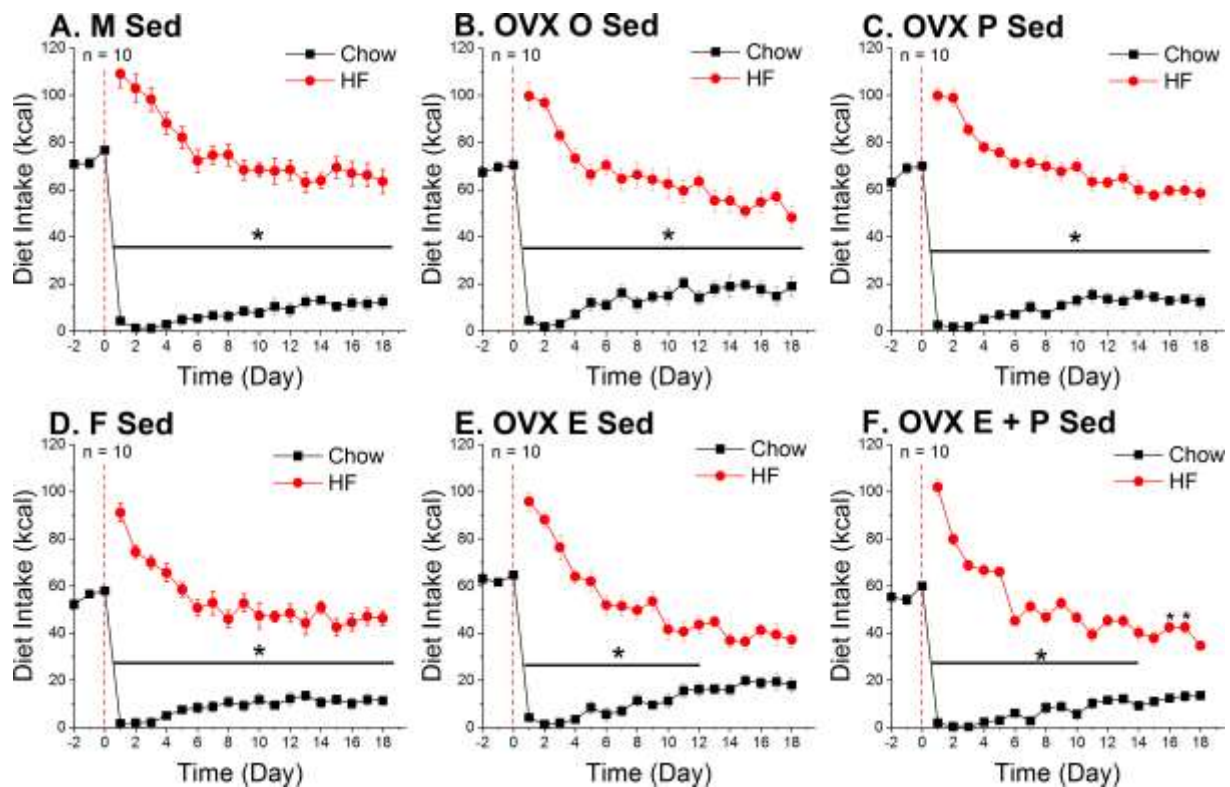 A. M Sed
n = 10
Chow
HF
*
Diet Intake (kcal)
120
100
80
60
40
20
0
-2 0 2 4 6 8 10 12 14 16 18
Time (Day)
B. OVX O Sed
n = 10
Chow
HF
*
Diet Intake (kcal)
120
100
80
60
40
20
0
-2 0 2 4 6 8 10 12 14 16 18
Time (Day)
C. OVX P Sed
n = 10
Chow
HF
*
Diet Intake (kcal)
120
100
80
60
40
20
0
-2 0 2 4 6 8 10 12 14 16 18
Time (Day)
D. F Sed
n = 10
Chow
HF
*
Diet Intake (kcal)
120
100
80
60
40
20
0
-2 0 2 4 6 8 10 12 14 16 18
Time (Day)
E. OVX E Sed
n = 10
Chow
HF
*
Diet Intake (kcal)
120
100
80
60
40
20
0
-2 0 2 4 6 8 10 12 14 16 18
Time (Day)
F. OVX E + P Sed
n = 10
Chow
HF
* *
*
Diet Intake (kcal)
120
100
80
60
40
20
0
-2 0 2 4 6 8 10 12 14 16 18
Time (Day)